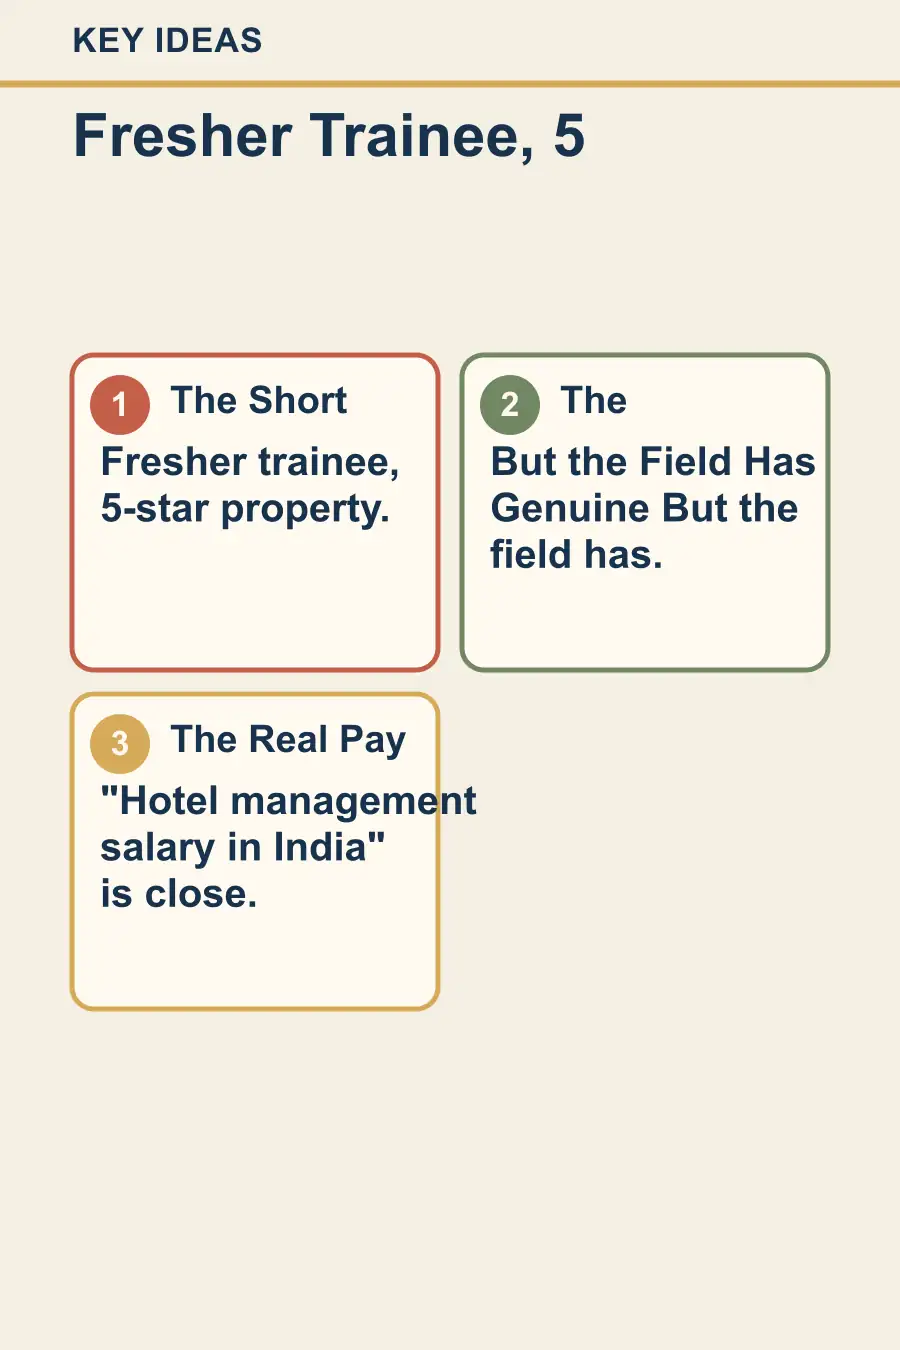 KEY IDEAS
Fresher Trainee, 5
1 The Short
Fresher trainee,
5-star property.
2 The
But the Field Has
Genuine But the
field has.
3 The Real Pay
"Hotel management
salary in India"
is close.